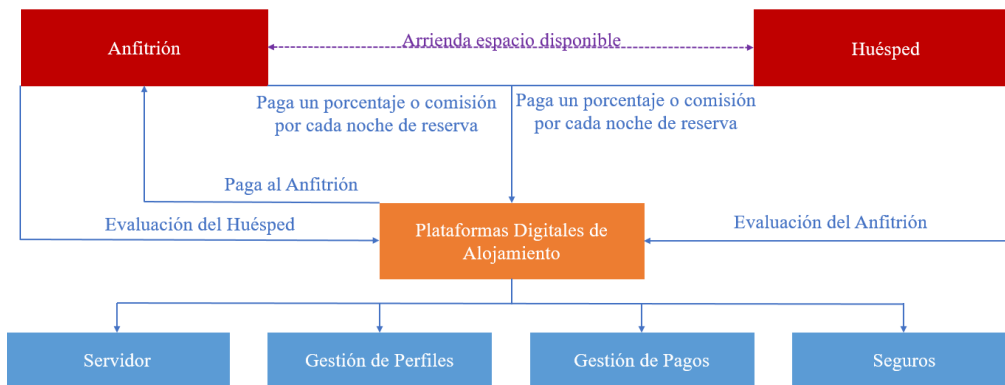 Anfitrión
Arrienda espacio disponible
Huésped
Paga un porcentaje o comisión
por cada noche de reserva
Paga un porcentaje o comisión
por cada noche de reserva
Paga al Anfitrión
Evaluación del Huésped
Plataformas Digitales de
Alojamiento
Evaluación del Anfitrión
Servidor
Gestión de Perfiles
Gestión de Pagos
Seguros